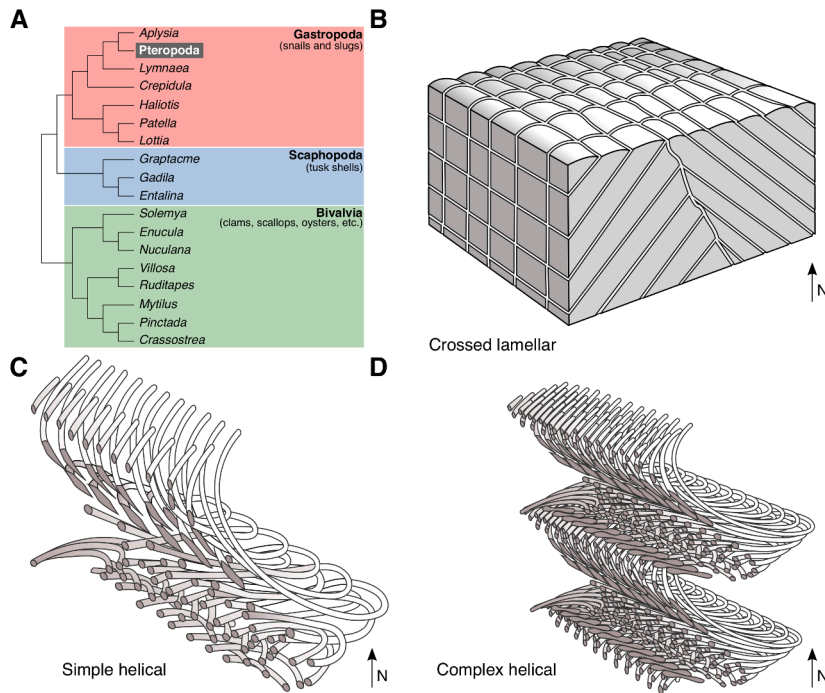 A
Aplysia
Gastropoda
(snails and slugs)
Pteropoda
Lymnaea
Crepidula
Haliotis
Patella
Lottia
Graptacme
Scaphopoda
(tusk shells)
Gadila
Entalina
Solemya
Bivalvia
(clams, scallops, oysters, etc.)
Enucula
Nuculana
Villosa
Ruditapes
Mytilus
Pinctada
Crassostrea
B
N
Crossed lamellar
C
Simple helical
N
D
Complex helical
N